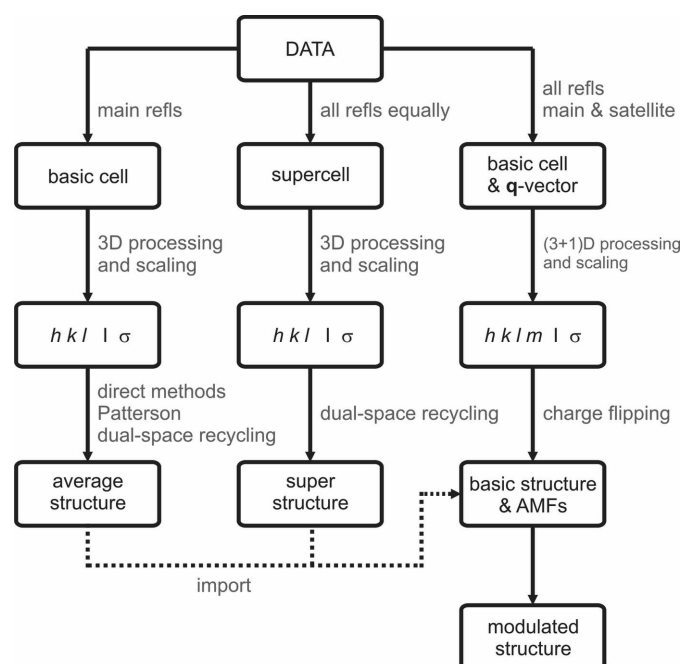 DATA
main refls
all refls equally
all refls
main & satellite
basic cell
supercell
basic cell
& q-vector
3D processing
and scaling
3D processing
and scaling
(3+1)D processing
and scaling
h k l I σ
h k l I σ
h k l m I σ
direct methods
Patterson
dual-space recycling
dual-space recycling
charge flipping
average
structure
super
structure
basic structure
& AMFs
import
modulated
structure